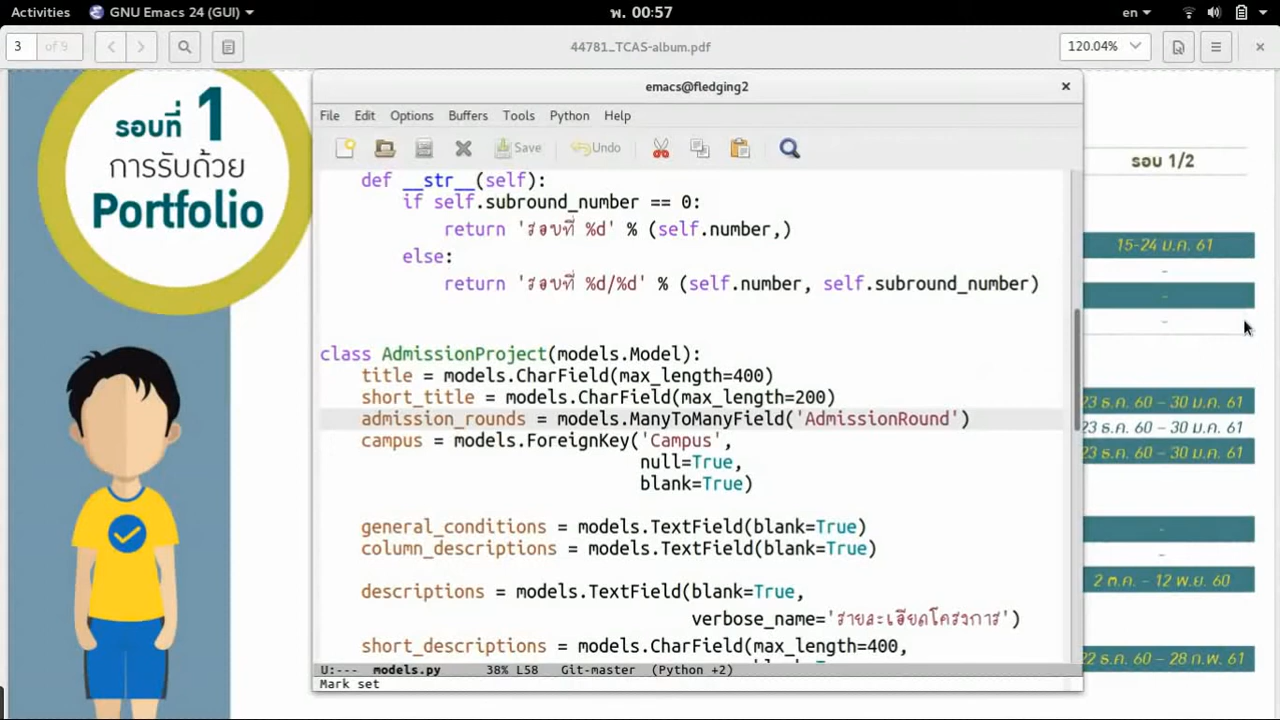 Activities GNU Emacs 24 (GUI) พ. 00:57 en
3 of 9 44781_TCAS-album.pdf 120.04%
รอบที่ 1
การรับด้วย
Portfolio
emacs@fledging2
File Edit Options Buffers Tools Python Help
Save Undo
def __str__(self):
if self.subround_number == 0:
return 'รอบที่ %d' % (self.number,)
else:
return 'รอบที่ %d/%d' % (self.number, self.subround_number)
class AdmissionProject(models.Model):
title = models.CharField(max_length=400)
short_title = models.CharField(max_length=200)
admission_rounds = models.ManyToManyField('AdmissionRound')
campus = models.ForeignKey('Campus',
null=True,
blank=True)
general_conditions = models.TextField(blank=True)
column_descriptions = models.TextField(blank=True)
descriptions = models.TextField(blank=True,
verbose_name='รายละเอียดโครงการ')
short_descriptions = models.CharField(max_length=400,
U:--- models.py 38% L58 Git-master (Python +2)
Mark set
รอบ 1/2
15-24 ม.ค. 61
-
-
-
23 ธ.ค. 60 - 30 ม.ค. 61
23 ธ.ค. 60 - 30 ม.ค. 61
23 ธ.ค. 60 - 30 ม.ค. 61
-
-
2 ต.ค. - 12 พ.ย. 60
22 ธ.ค. 60 - 28 ก.พ. 61